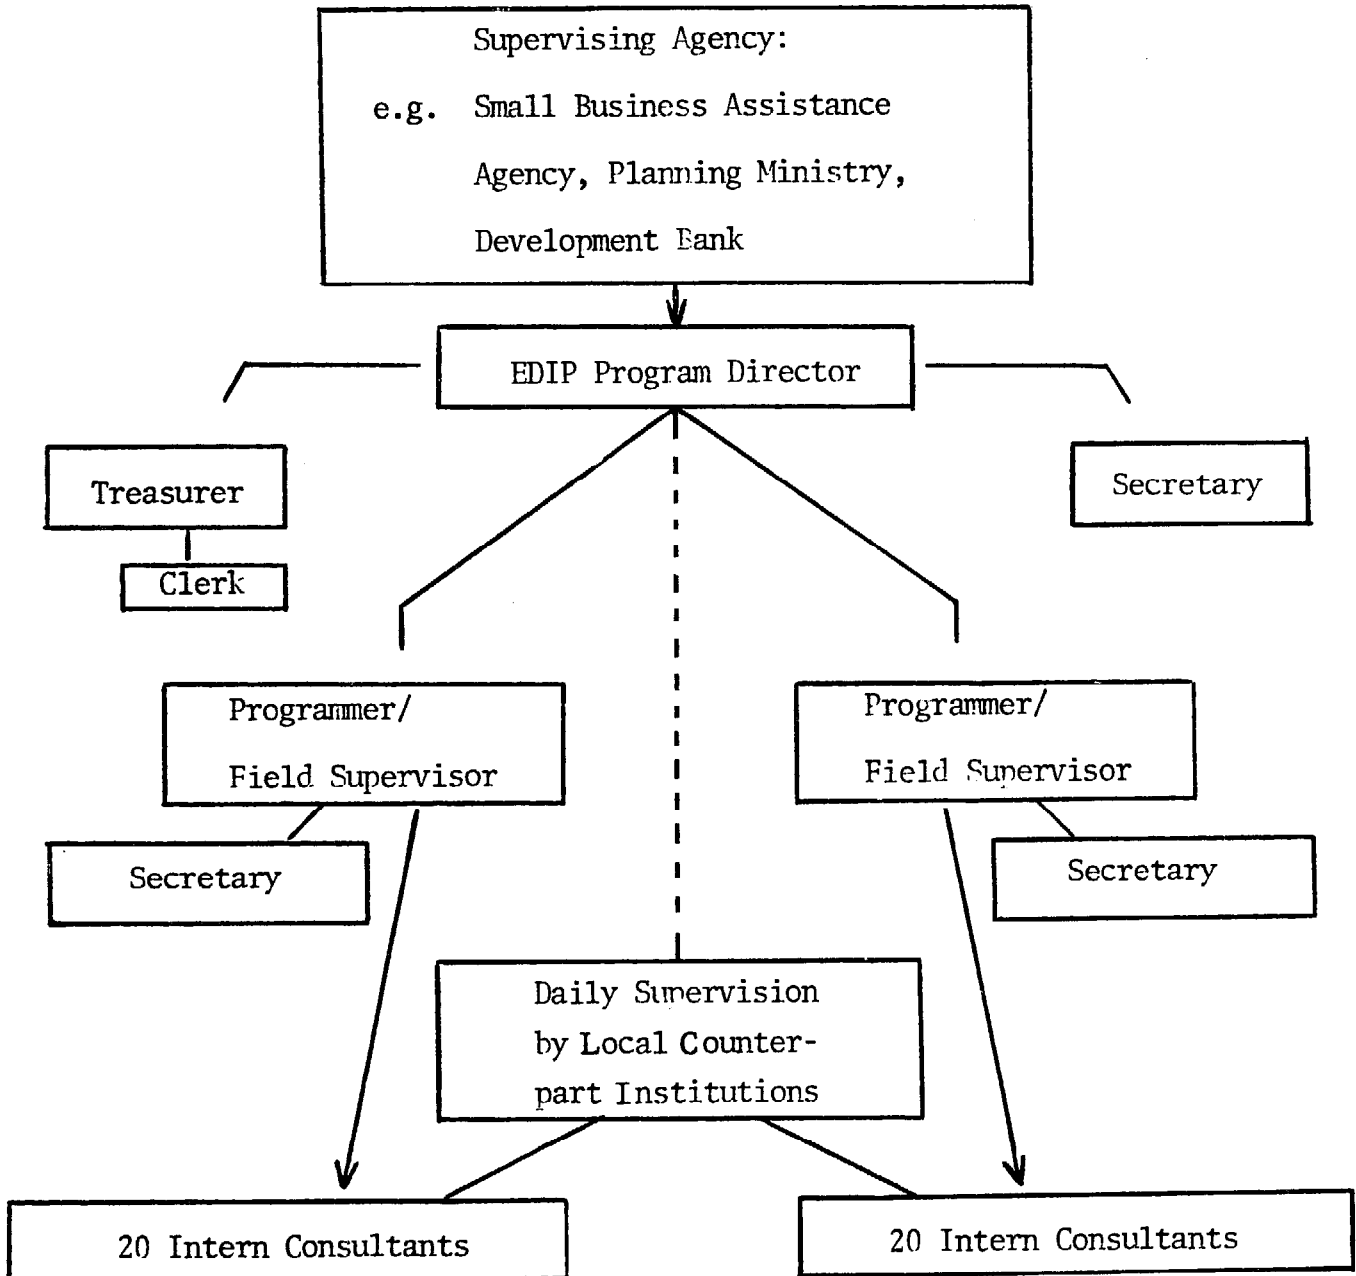 Supervising Agency:
e.g. Small Business Assistance
Agency, Planning Ministry,
Development Bank
EDIP Program Director
Treasurer
Secretary
Clerk
Programmer/
Field Supervisor
Programmer/
Field Supervisor
Secretary
Secretary
Daily Supervision
by Local Counter-
part Institutions
20 Intern Consultants
20 Intern Consultants